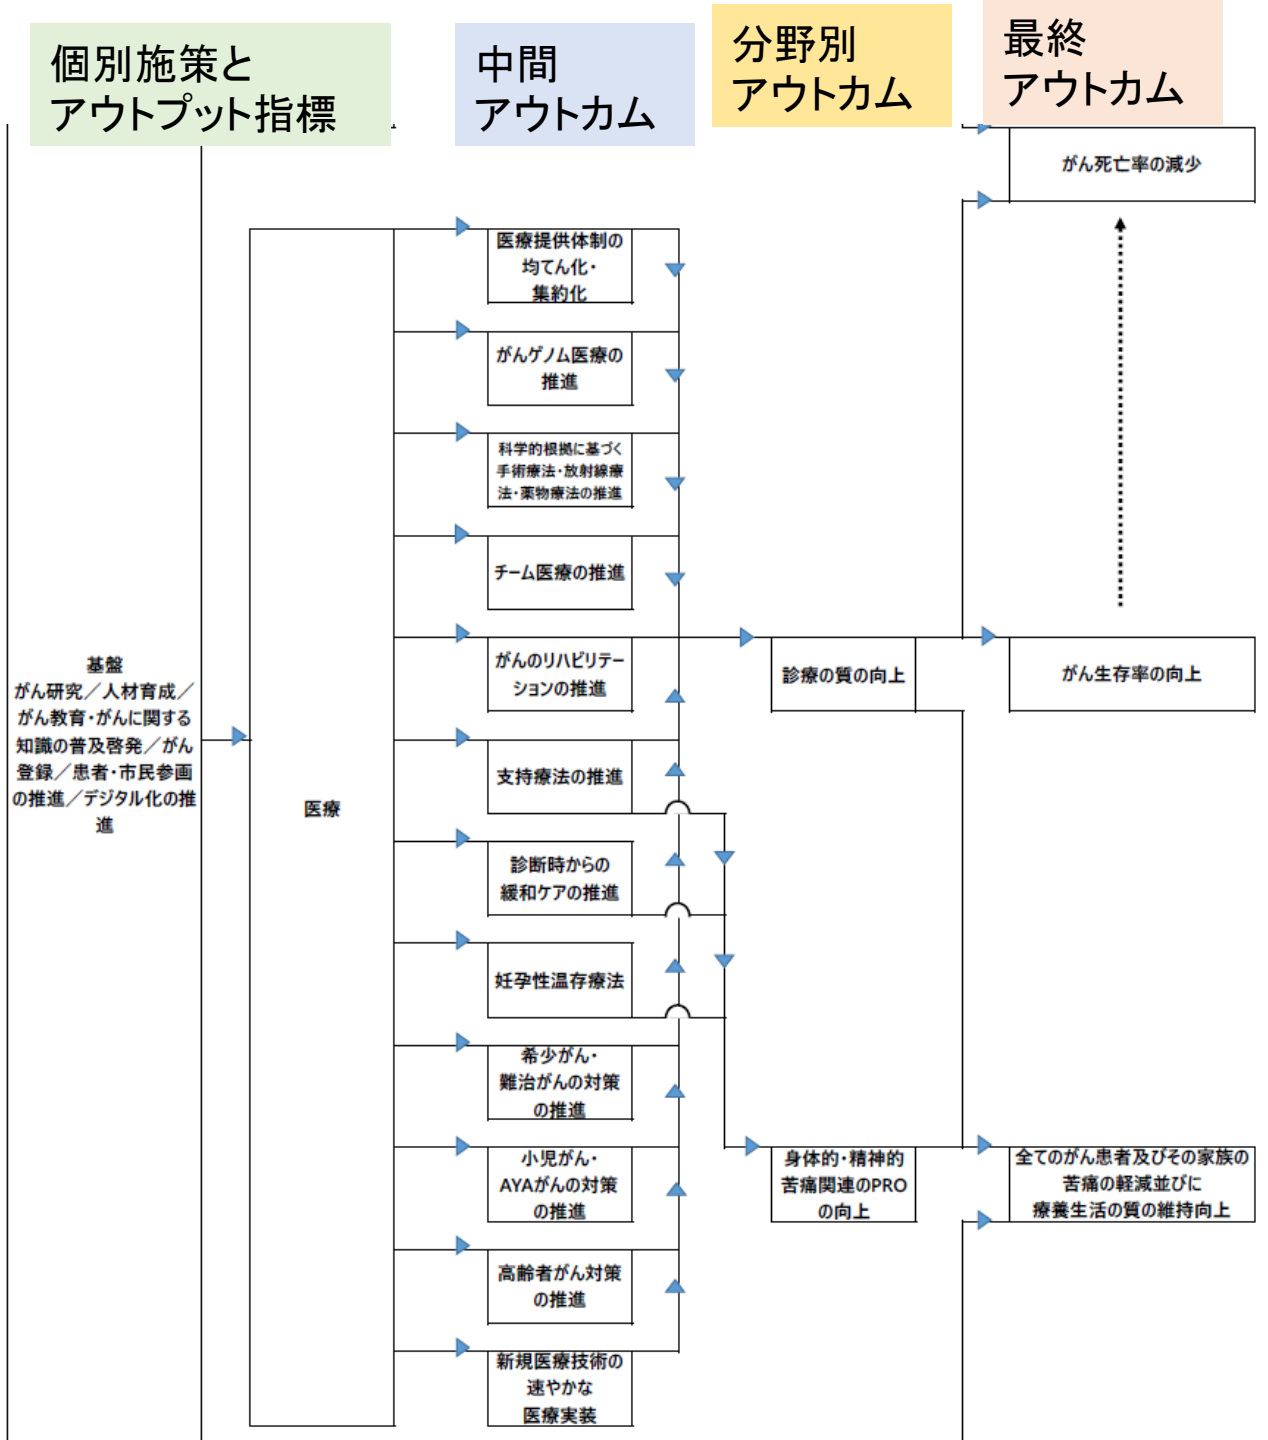 個別施策と
アウトプット指標
中間
アウトカム
分野別
アウトカム
最終
アウトカム
がん死亡率の減少
医療提供体制の
均てん化・
集約化
がんゲノム医療の
推進
科学的根拠に基づく
手術療法・放射線療
法・薬物療法の推進
チーム医療の推進
基盤
がん研究／人材育成／
がん教育・がんに関する
知識の普及啓発／がん
登録／患者・市民参画
の推進／デジタル化の推
進
医療
がんのリハビリテー
ションの推進
診療の質の向上
がん生存率の向上
支持療法の推進
診断時からの
緩和ケアの推進
妊孕性温存療法
希少がん・
難治がんの対策
の推進
小児がん・
AYAがんの対策
の推進
身体的・精神的
苦痛関連のPRO
の向上
全てのがん患者及びその家族の
苦痛の軽減並びに
療養生活の質の維持向上
高齢者がん対策
の推進
新規医療技術の
速やかな
医療実装